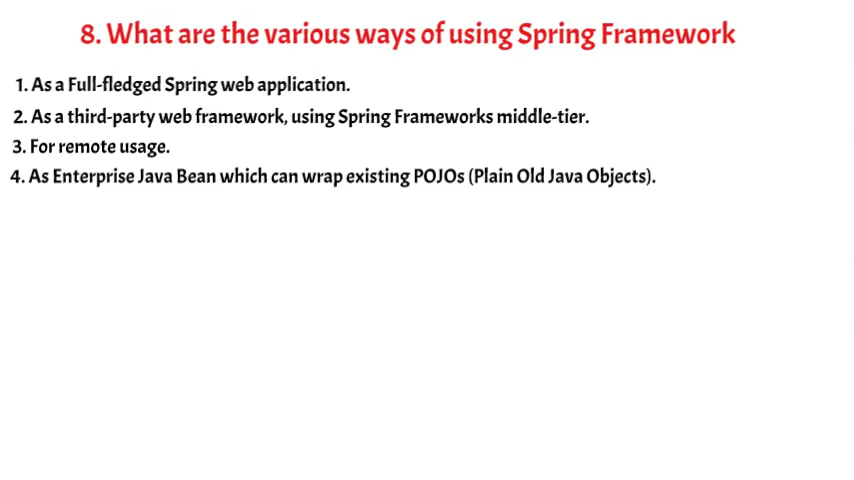 8. What are the various ways of using Spring Framework
1. As a Full-fledged Spring web application.
2. As a third-party web framework, using Spring Frameworks middle-tier.
3. For remote usage.
4. As Enterprise Java Bean which can wrap existing POJOs (Plain Old Java Objects).